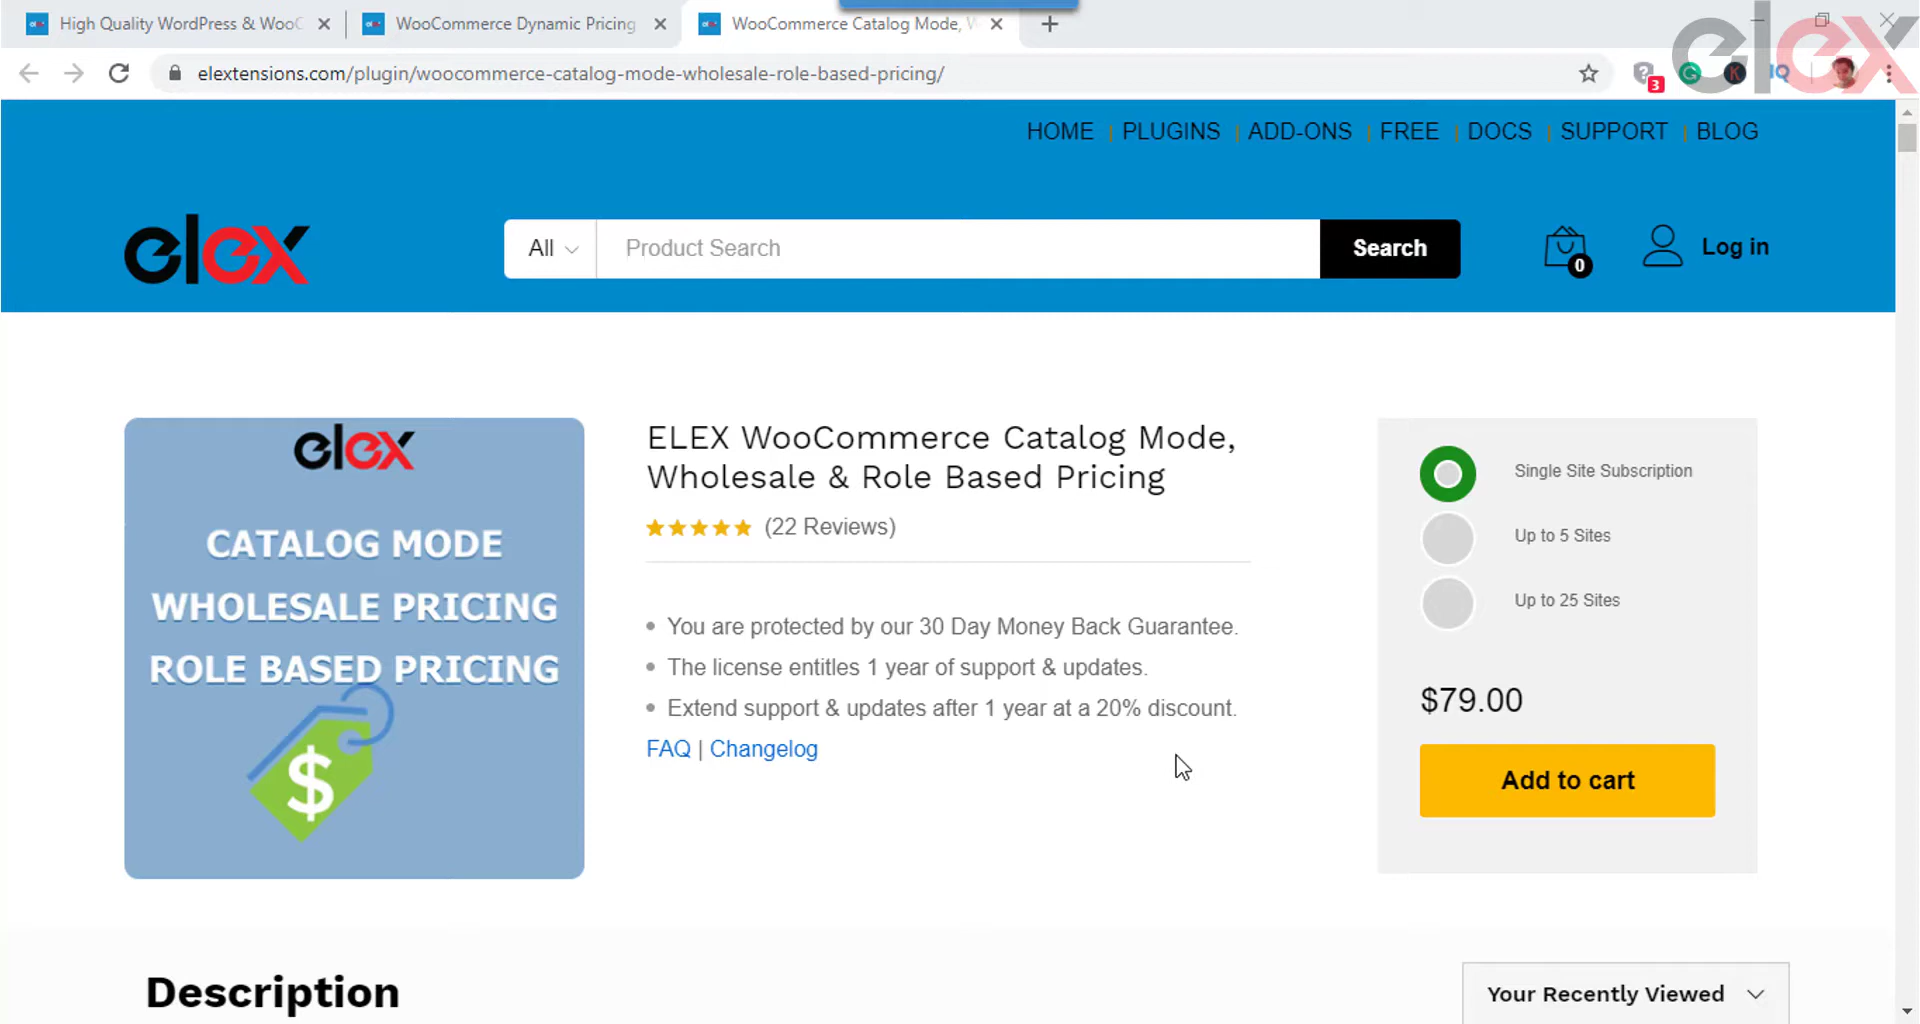 High Quality WordPress & WooC
WooCommerce Dynamic Pricing
WooCommerce Catalog Mode, W
elextensions.com/plugin/woocommerce-catalog-mode-wholesale-role-based-pricing/
3
K
IQ
elex
HOME
PLUGINS
ADD-ONS
FREE
DOCS
SUPPORT
BLOG
elex
All
Product Search
Search
0
Log in
elex
CATALOG MODE
WHOLESALE PRICING
ROLE BASED PRICING
$
ELEX WooCommerce Catalog Mode,
Wholesale & Role Based Pricing
(22 Reviews)
• You are protected by our 30 Day Money Back Guarantee.
• The license entitles 1 year of support & updates.
• Extend support & updates after 1 year at a 20% discount.
FAQ | Changelog
Single Site Subscription
Up to 5 Sites
Up to 25 Sites
$79.00
Add to cart
Description
Your Recently Viewed